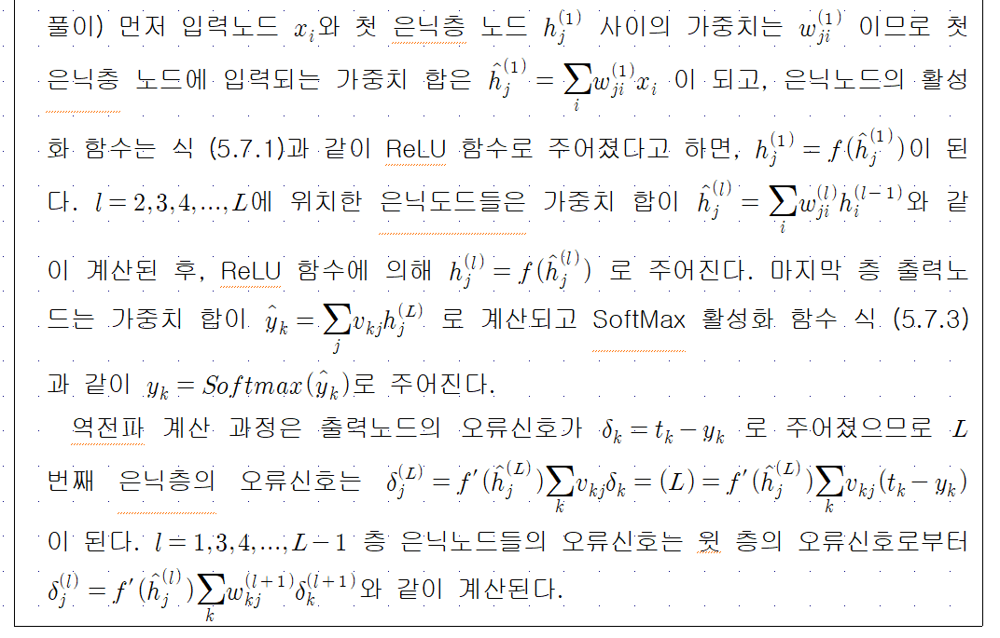 풀이) 먼저 입력노드 $x_i$와 첫 은닉층 노드 $h_j^{(1)}$ 사이의 가중치는 $w_{ji}^{(1)}$ 이므로 첫
은닉층 노드에 입력되는 가중치 합은 $\hat{h}_j^{(1)} = \sum_i w_{ji}^{(1)} x_i$ 이 되고, 은닉노드의 활성
화 함수는 식 (5.7.1)과 같이 ReLU 함수로 주어졌다고 하면, $h_j^{(1)} = f(\hat{h}_j^{(1)})$이 된
다. $l = 2,3,4,...,L$에 위치한 은닉도드들은 가중치 합이 $\hat{h}_j^{(l)} = \sum_i w_{ji}^{(l)} h_i^{(l-1)}$와 같
이 계산된 후, ReLU 함수에 의해 $h_j^{(l)} = f(\hat{h}_j^{(l)})$ 로 주어진다. 마지막 층 출력노
드는 가중치 합이 $\hat{y}_k = \sum_j v_{kj} h_j^{(L)}$ 로 계산되고 SoftMax 활성화 함수 식 (5.7.3)
과 같이 $y_k = Softmax(\hat{y}_k)$로 주어진다.
역전파 계산 과정은 출력노드의 오류신호가 $\delta_k = t_k - y_k$ 로 주어졌으므로 $L$
번째 은닉층의 오류신호는 $\delta_j^{(L)} = f'(\hat{h}_j^{(L)}) \sum_k v_{kj} \delta_k = (L) = f'(\hat{h}_j^{(L)}) \sum_k v_{kj} (t_k - y_k)$
이 된다. $l = 1,3,4,...,L-1$ 층 은닉노드들의 오류신호는 윗 층의 오류신호로부터
$\delta_j^{(l)} = f'(\hat{h}_j^{(l)}) \sum_k w_{kj}^{(l+1)} \delta_k^{(l+1)}$와 같이 계산된다.